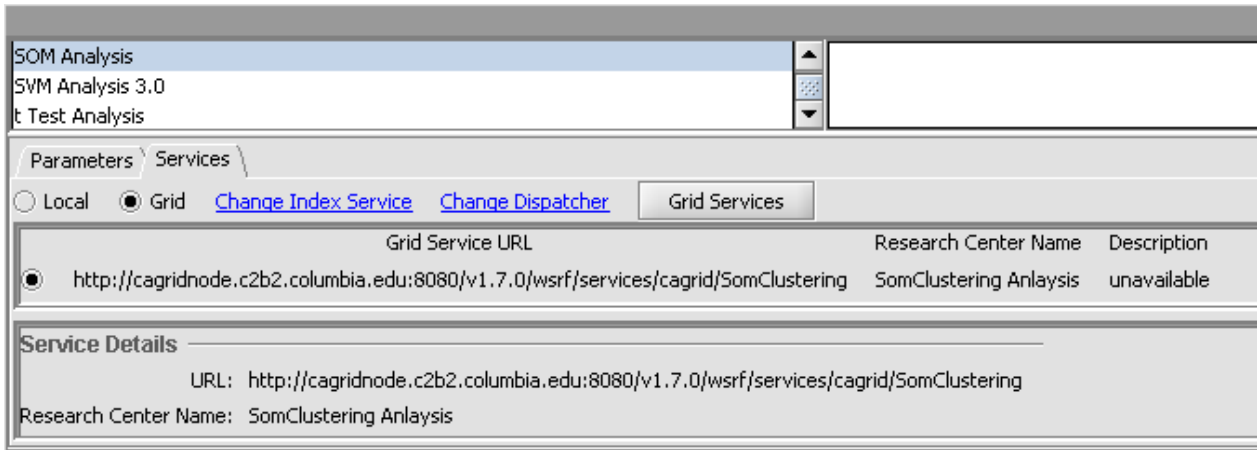 SOM Analysis
SVM Analysis 3.0
t Test Analysis
Parameters Services
Local Grid Change Index Service Change Dispatcher Grid Services
Grid Service URL Research Center Name Description
http://cagridnode.c2b2.columbia.edu:8080/v1.7.0/wsrf/services/cagrid/SomClustering SomClustering Anlaysis unavailable
Service Details
URL: http://cagridnode.c2b2.columbia.edu:8080/v1.7.0/wsrf/services/cagrid/SomClustering
Research Center Name: SomClustering Anlaysis